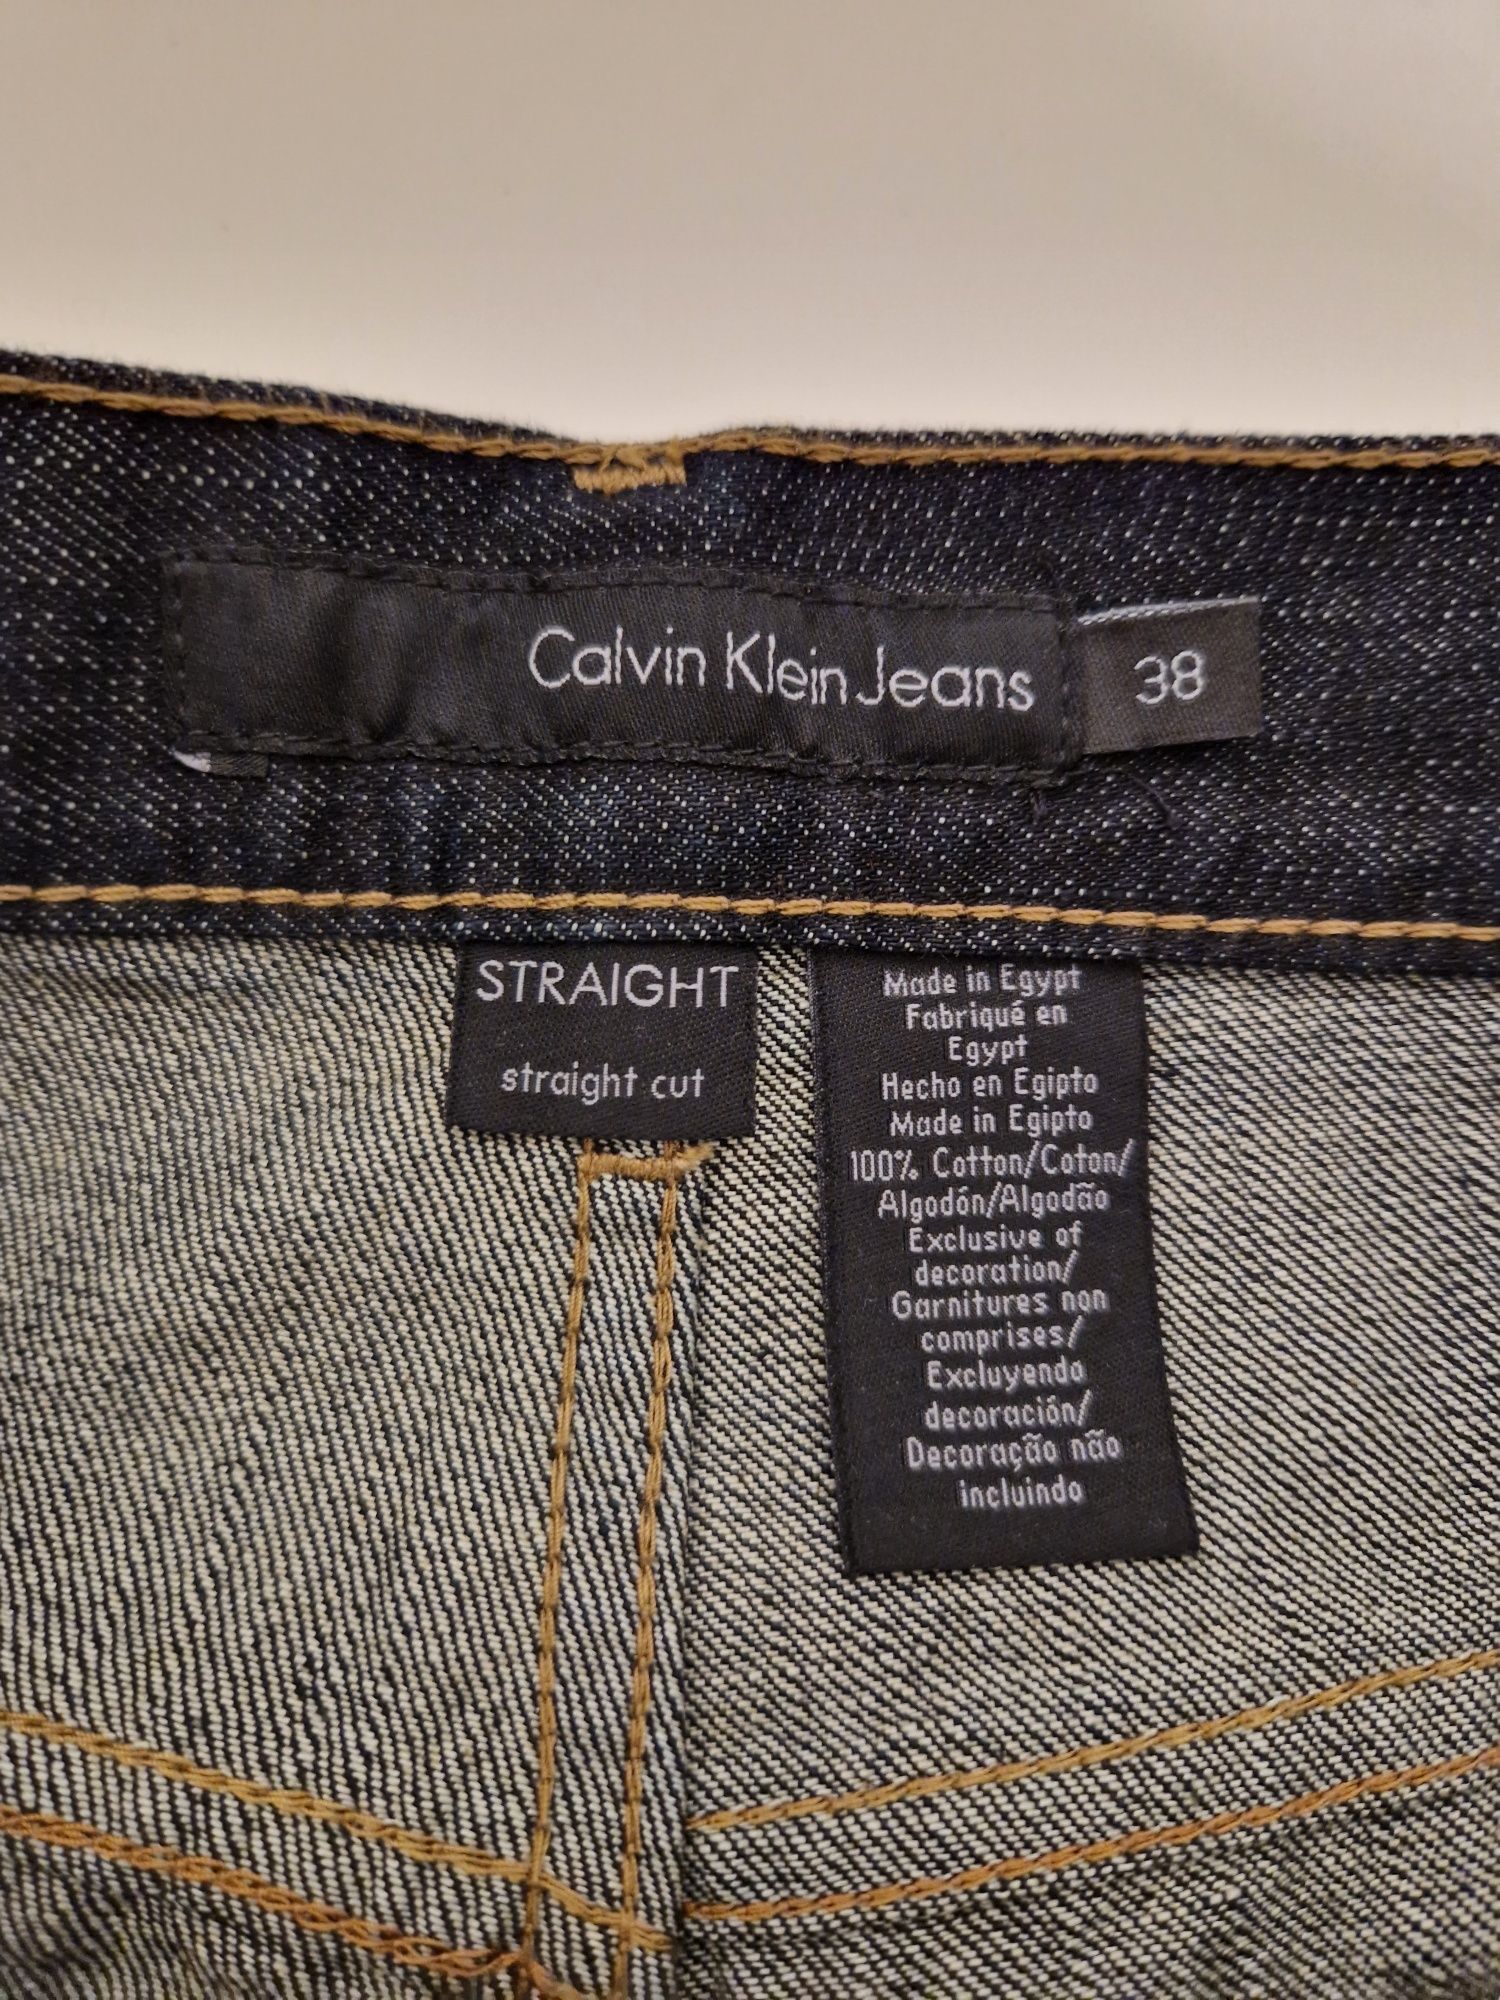 Calvin Klein Jeans
38
STRAIGHT
straight cut
Made in Egypt
Fabriqué en
Egypt
Hecho en Egipto
Made in Egipto
100% Cotton/Coton/
Algodón/Algodão
Exclusive of
decoration/
Garnitures non
comprises/
Excluyendo
decoración/
Decoração não
incluindo